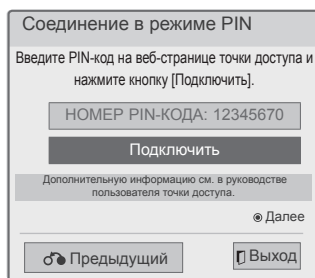 Соединение в режиме PIN
Введите PIN-код на веб-странице точки доступа и
нажмите кнопку [Подключить].
НОМЕР PIN-КОДА: 12345670
Подключить
Дополнительную информацию см. в руководстве
пользователя точки доступа.
Далее
Предыдущий
Выход